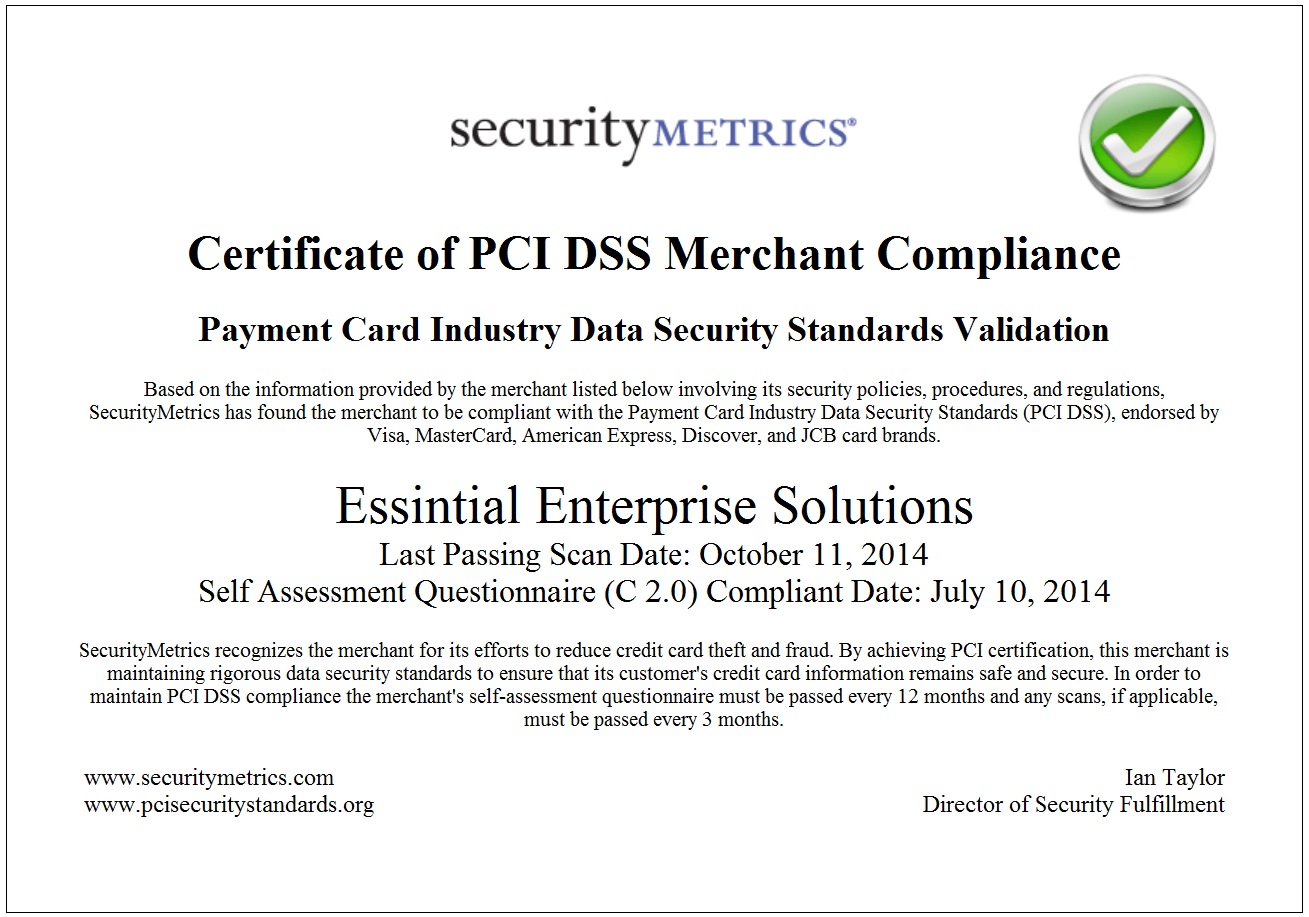 securityMETRICS®
Certificate of PCI DSS Merchant Compliance
Payment Card Industry Data Security Standards Validation
Based on the information provided by the merchant listed below involving its security policies, procedures, and regulations,
SecurityMetrics has found the merchant to be compliant with the Payment Card Industry Data Security Standards (PCI DSS), endorsed by
Visa, MasterCard, American Express, Discover, and JCB card brands.
Essintial Enterprise Solutions
Last Passing Scan Date: October 11, 2014
Self Assessment Questionnaire (C 2.0) Compliant Date: July 10, 2014
SecurityMetrics recognizes the merchant for its efforts to reduce credit card theft and fraud. By achieving PCI certification, this merchant is
maintaining rigorous data security standards to ensure that its customer's credit card information remains safe and secure. In order to
maintain PCI DSS compliance the merchant's self-assessment questionnaire must be passed every 12 months and any scans, if applicable,
must be passed every 3 months.
www.securitymetrics.com
www.pcisecuritystandards.org
Ian Taylor
Director of Security Fulfillment